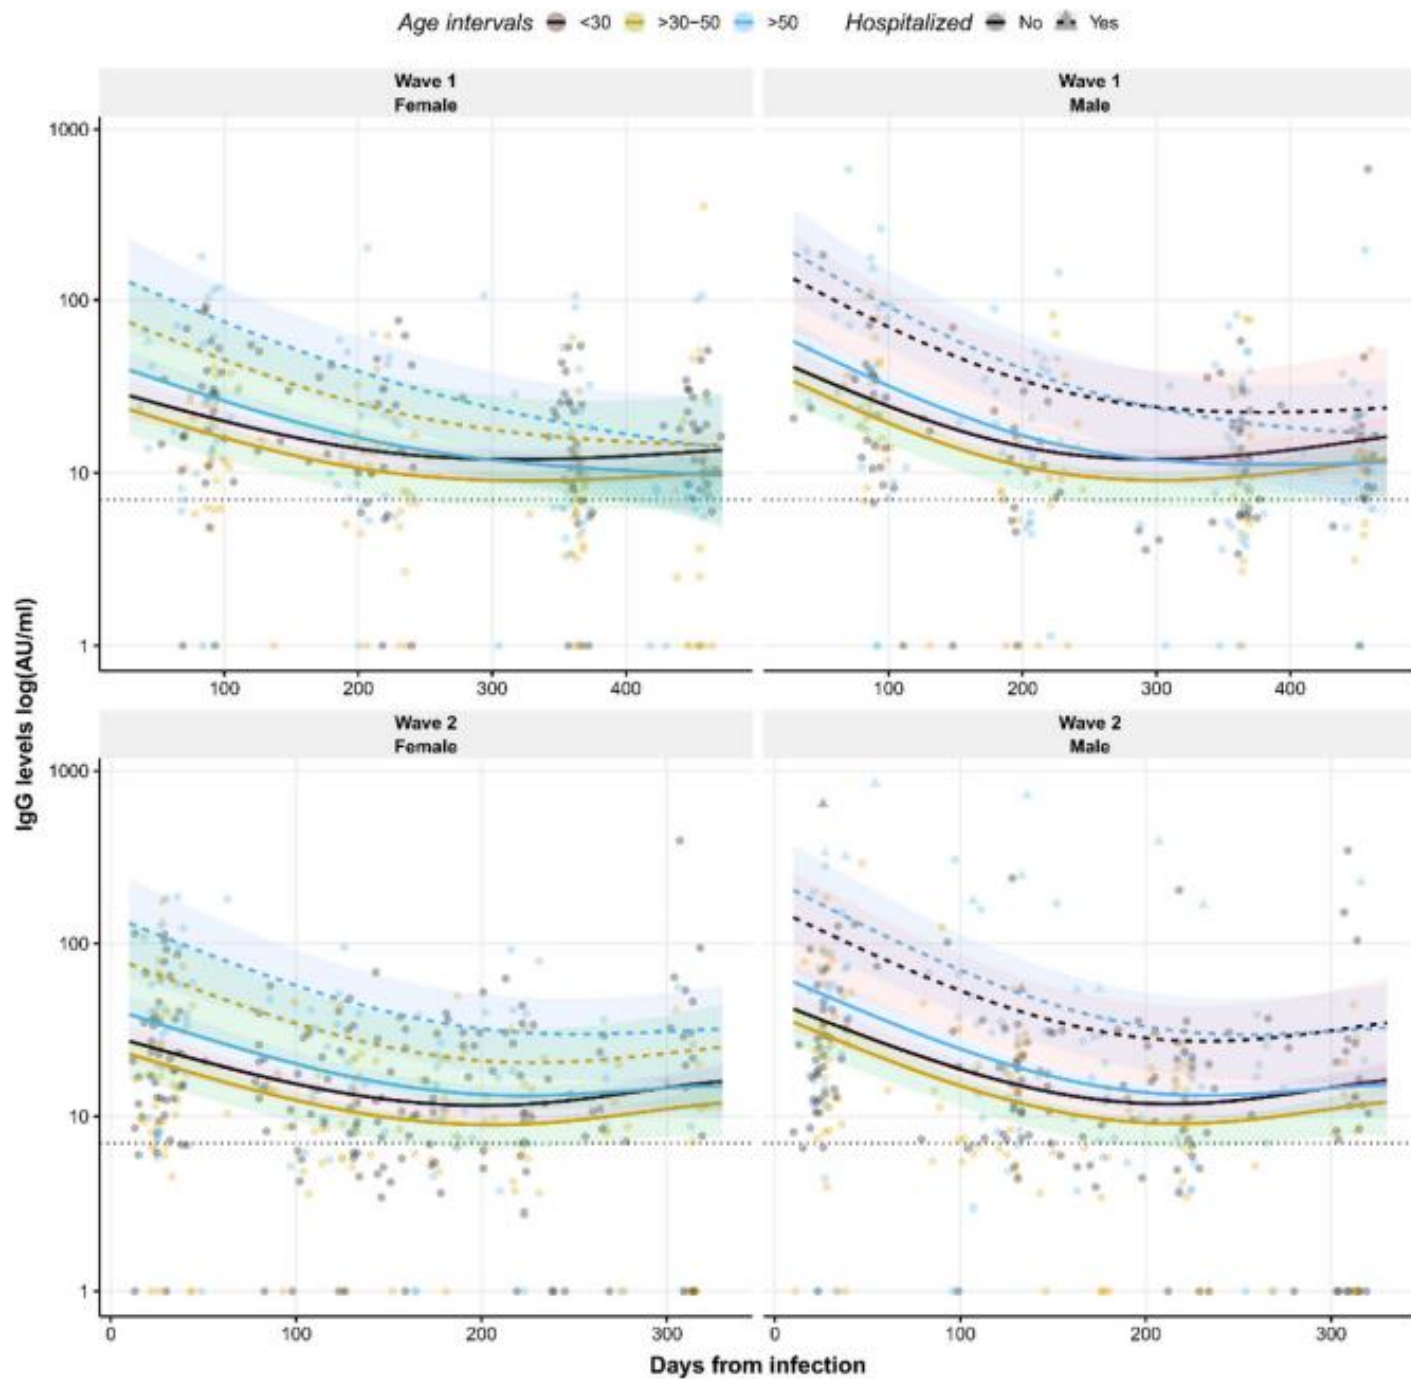 Age intervals <30 >30−50 >50 Hospitalized No Yes
Wave 1
Female
Wave 1
Male
1000
100
10
1
100 200 300 400
100 200 300 400
Wave 2
Female
Wave 2
Male
1000
100
10
1
0 100 200 300
0 100 200 300
IgG levels log(AU/ml)
Days from infection